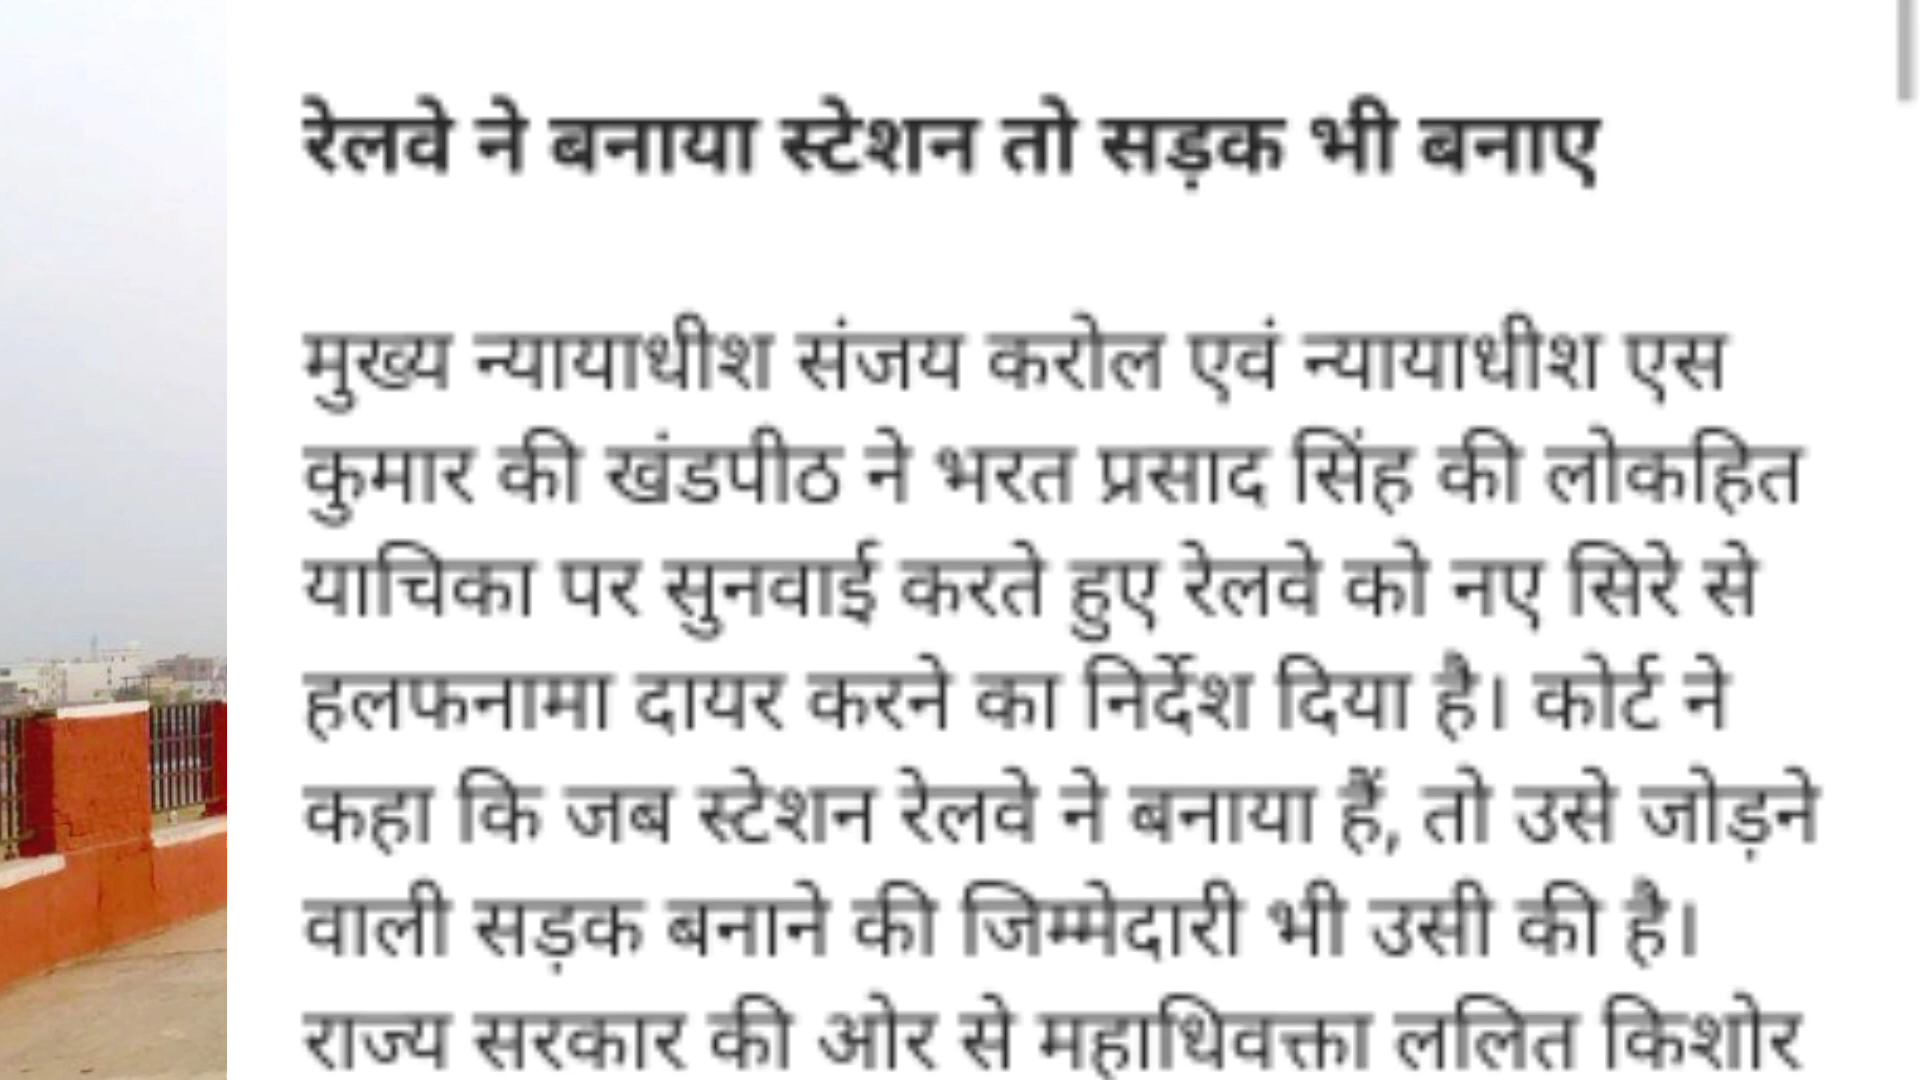 रेलवे ने बनाया स्टेशन तो सड़क भी बनाए
मुख्य न्यायाधीश संजय करोल एवं न्यायाधीश एस
कुमार की खंडपीठ ने भरत प्रसाद सिंह की लोकहित
याचिका पर सुनवाई करते हुए रेलवे को नए सिरे से
हलफनामा दायर करने का निर्देश दिया है। कोर्ट ने
कहा कि जब स्टेशन रेलवे ने बनाया हैं, तो उसे जोड़ने
वाली सड़क बनाने की जिम्मेदारी भी उसी की है।
राज्य सरकार की ओर से महाधिवक्ता ललित किशोर